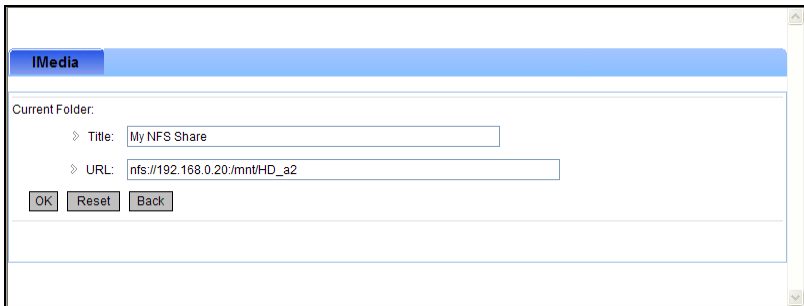 IMedia
Current Folder:
Title: My NFS Share
URL: nfs://192.168.0.20:/mnt/HD_a2
OK Reset Back